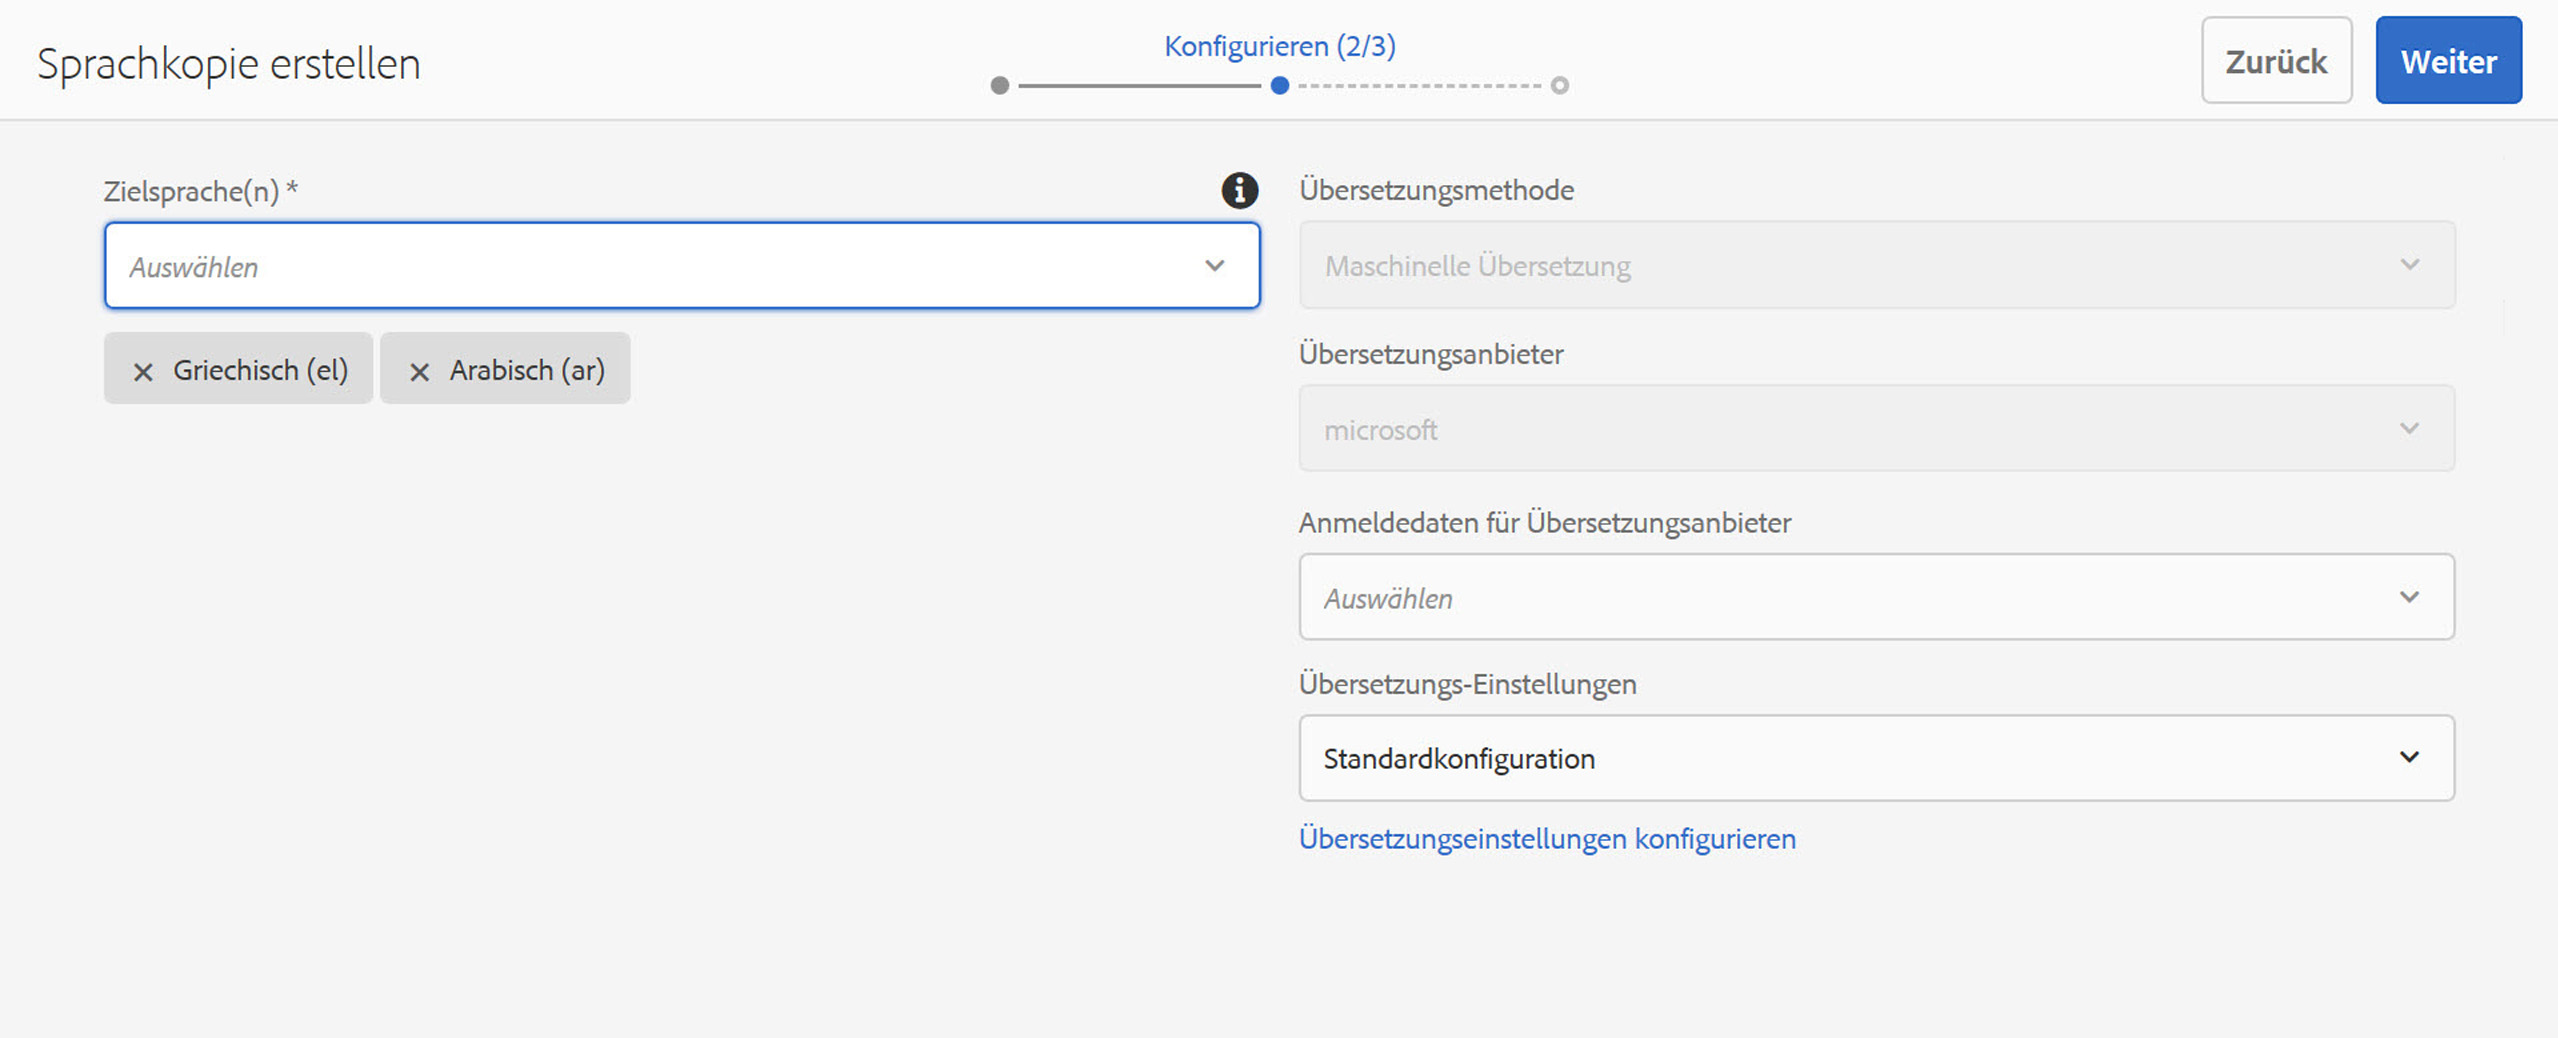 Sprachkopie erstellen
Konfigurieren (2/3)
Zurück
Weiter
Zielsprache(n) *
Auswählen
Griechisch (el)
Arabisch (ar)
Übersetzungsmethode
Maschinelle Übersetzung
Übersetzungsanbieter
microsoft
Anmeldedaten für Übersetzungsanbieter
Auswählen
Übersetzungs-Einstellungen
Standardkonfiguration
Übersetzungseinstellungen konfigurieren